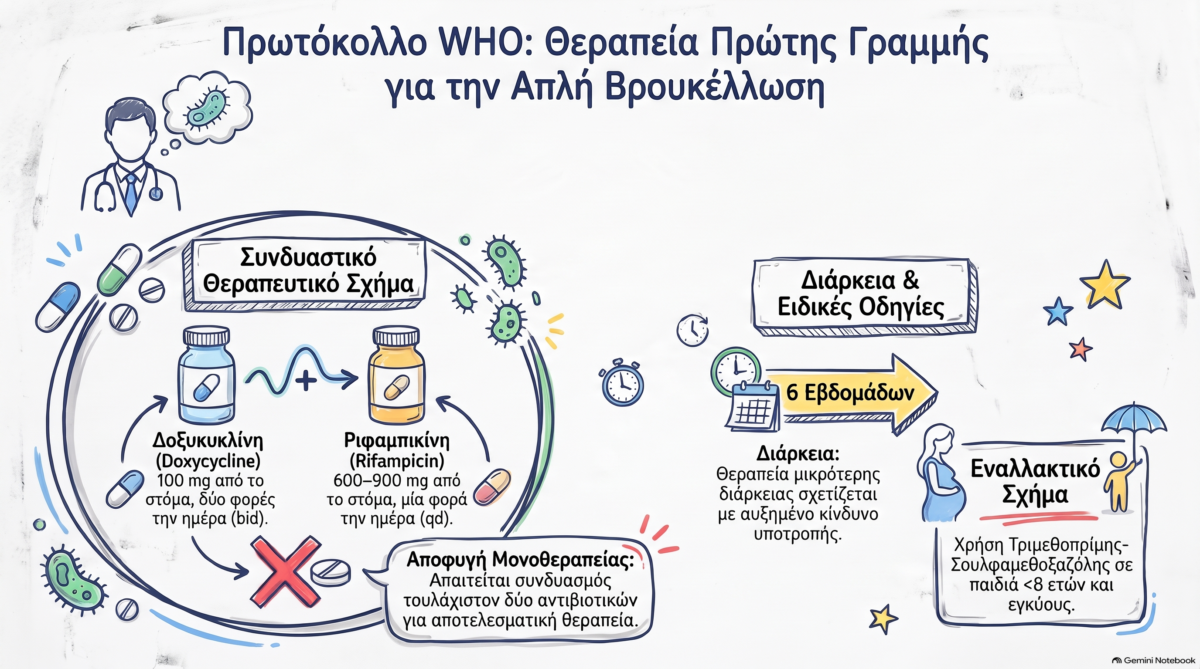 Πρωτόκολλο WHO: Θεραπεία Πρώτης Γραμμής
για την Απλή Βρουκέλλωση
Συνδυαστικό
Θεραπευτικό Σχήμα
Δοξυκυκλίνη
(Doxycycline)
100 mg από το
στόμα, δύο φορές
την ημέρα (bid).
Ριφαμπικίνη
(Rifampicin)
600–900 mg από
το στόμα, μία φορά
την ημέρα (qd).
Αποφυγή Μονοθεραπείας:
Απαιτείται συνδυασμός
τουλάχιστον δύο αντιβιοτικών
για αποτελεσματική θεραπεία.
Διάρκεια &
Ειδικές Οδηγίες
6 Εβδομάδων
Διάρκεια:
Θεραπεία μικρότερης
διάρκειας σχετίζεται
με αυξημένο κίνδυνο
υποτροπής.
Εναλλακτικό
Σχήμα
Χρήση Τριμεθοπρίμης-
Σουλφαμεθοξαζόλης σε
παιδιά <8 ετών και
εγκύους.
Gemini Notebook